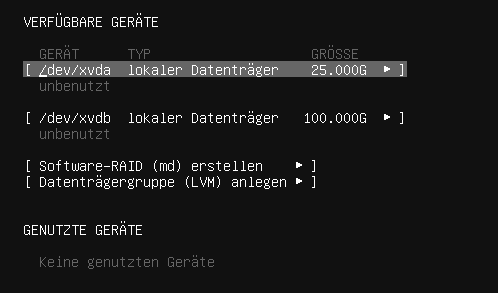 VERFÜGBARE GERÄTE
GERÄT TYP GRÖSSE
[ /dev/xvda lokaler Datenträger 25.000G ▸ ]
unbenutzt
[ /dev/xvdb lokaler Datenträger 100.000G ▸ ]
unbenutzt
[ Software-RAID (md) erstellen ▸ ]
[ Datenträgergruppe (LVM) anlegen ▸ ]
GENUTZTE GERÄTE
Keine genutzten Geräte